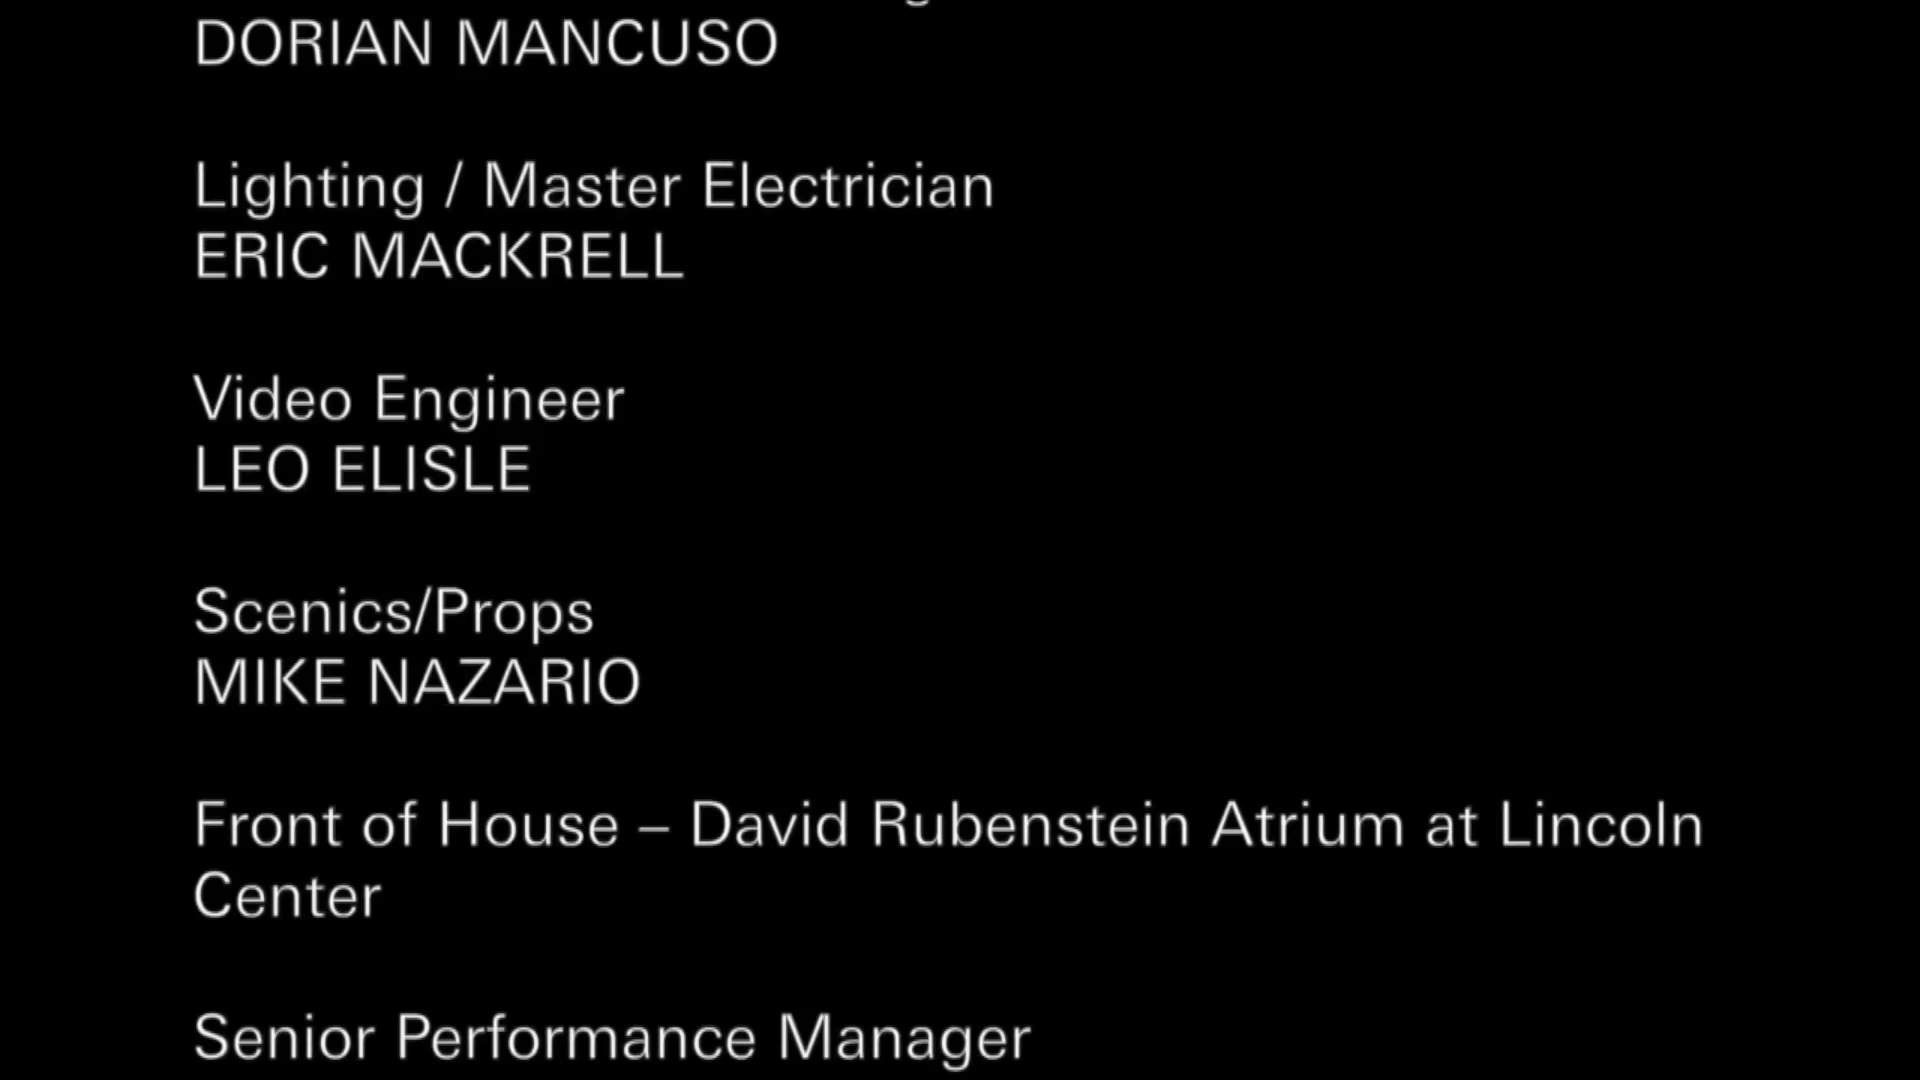 DORIAN MANCUSO
Lighting / Master Electrician
ERIC MACKRELL
Video Engineer
LEO ELISLE
Scenics/Props
MIKE NAZARIO
Front of House – David Rubenstein Atrium at Lincoln
Center
Senior Performance Manager